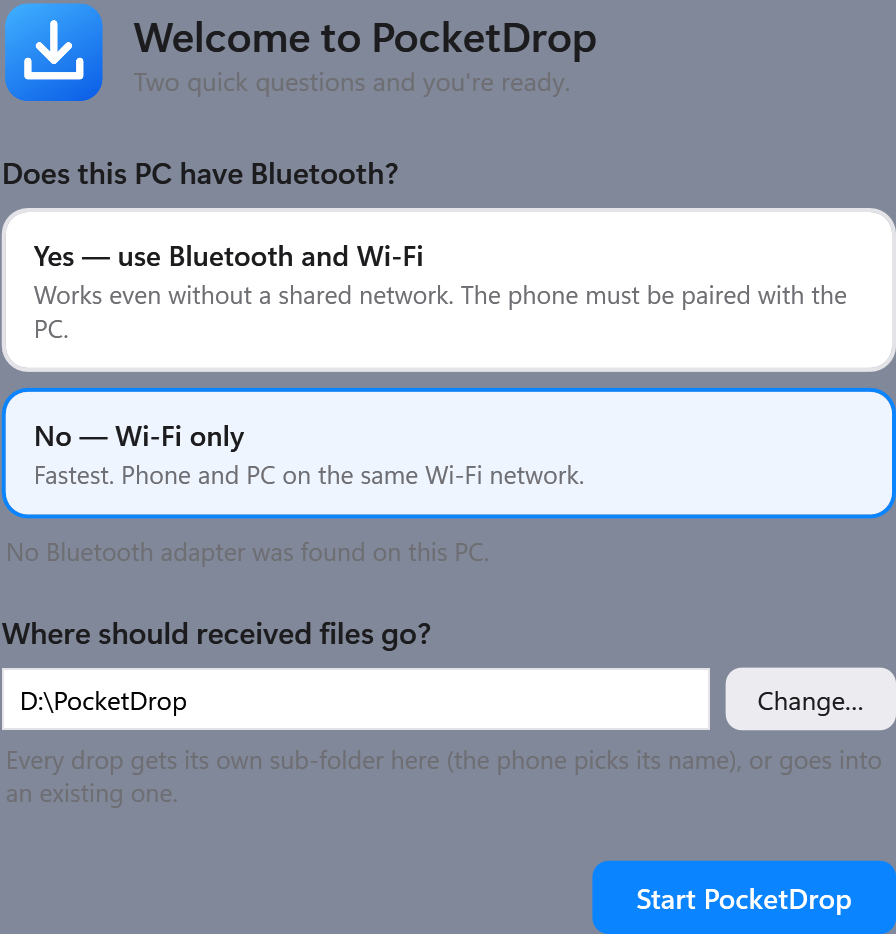 Welcome to PocketDrop
Two quick questions and you're ready.
Does this PC have Bluetooth?
Yes — use Bluetooth and Wi-Fi
Works even without a shared network. The phone must be paired with the
PC.
No — Wi-Fi only
Fastest. Phone and PC on the same Wi-Fi network.
No Bluetooth adapter was found on this PC.
Where should received files go?
D:\PocketDrop
Change...
Every drop gets its own sub-folder here (the phone picks its name), or goes into
an existing one.
Start PocketDrop